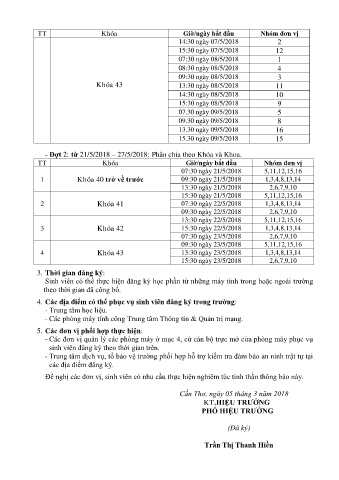 TT Khóa Giờ/ngày bắt đầu Nhóm đơn vị
14:30 ngày 07/5/2018 2
15:30 ngày 07/5/2018 12
07:30 ngày 08/5/2018 1
08:30 ngày 08/5/2018 4
09:30 ngày 08/5/2018 3
Khóa 43 13:30 ngày 08/5/2018 11
14:30 ngày 08/5/2018 10
15:30 ngày 08/5/2018 9
07.30 ngày 09/5/2018 5
09.30 ngày 09/5/2018 8
13.30 ngày 09/5/2018 16
15.30 ngày 09/5/2018 15
- Đợt 2: từ 21/5/2018 – 27/5/2018: Phân chia theo Khóa và Khoa.
TT Khóa Giờ/ngày bắt đầu Nhóm đơn vị
07:30 ngày 21/5/2018 5,11,12,15,16
1 Khóa 40 trở về trước 09:30 ngày 21/5/2018 1,3,4,8,13,14
13:30 ngày 21/5/2018 2,6,7,9,10
15:30 ngày 21/5/2018 5,11,12,15,16
2 Khóa 41 07:30 ngày 22/5/2018 1,3,4,8,13,14
09:30 ngày 22/5/2018 2,6,7,9,10
13:30 ngày 22/5/2018 5,11,12,15,16
3 Khóa 42 15:30 ngày 22/5/2018 1,3,4,8,13,14
07:30 ngày 23/5/2018 2,6,7,9,10
09:30 ngày 23/5/2018 5,11,12,15,16
4 Khóa 43 13:30 ngày 23/5/2018 1,3,4,8,13,14
15:30 ngày 23/5/2018 2,6,7,9,10
3. Thời gian đăng ký:
Sinh viên có thể thực hiện đăng ký học phần từ những máy tính trong hoặc ngoài trường
theo thời gian đã công bố.
4. Các địa điểm có thể phục vụ sinh viên đăng ký trong trường:
- Trung tâm học liệu.
- Các phòng máy tính công Trung tâm Thông tin & Quản trị mạng.
5. Các đơn vị phối hợp thực hiện:
- Các đơn vị quản lý các phòng máy ở mục 4, cử cán bộ trực mở cửa phòng máy phục vụ
sinh viên đăng ký theo thời gian trên.
- Trung tâm dịch vụ, tổ bảo vệ trường phối hợp hỗ trợ kiểm tra đảm bảo an ninh trật tự tại
các địa điểm đăng ký.
Đề nghị các đơn vị, sinh viên có nhu cầu thực hiện nghiêm túc tinh thần thông báo này.
Cần Thơ, ngày 05 tháng 3 năm 2018
KT.HIỆU TRƯỞNG
PHÓ HIỆU TRƯỞNG
(Đã ký)
Trần Thị Thanh Hiền